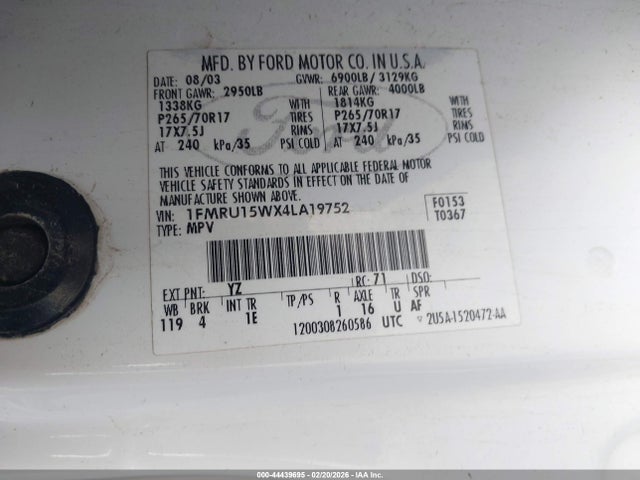 MFD. BY FORD MOTOR CO. IN U.S.A.
DATE: 08/03 GVWR: 6900LB/3129KG
FRONT GAWR: 2950LB REAR GAWR: 4000LB
1338KG WITH 1814KG WITH
P265/70R17 TIRES P265/70R17 TIRES
17X7.5J RIMS 17X7.5J RIMS
AT 240 kPa/35 PSI COLD AT 240 kPa/35 PSI COLD
Ford
THIS VEHICLE CONFORMS TO ALL APPLICABLE FEDERAL MOTOR
VEHICLE SAFETY STANDARDS IN EFFECT ON THE DATE OF
MANUFACTURE SHOWN ABOVE.
VIN: 1FMRU15WX4LA19752 F0153
TYPE: MPV T0367
EXT PNT: YZ RC: 71 DSO:
WB BRK INT TR TP/PS R AXLE TR SPR
119 4 1E 1 16 U AF
1200308260586 UTC 2U5A-1520472-AA
000-44439695 - 02/20/2026 - IAAI, Inc.